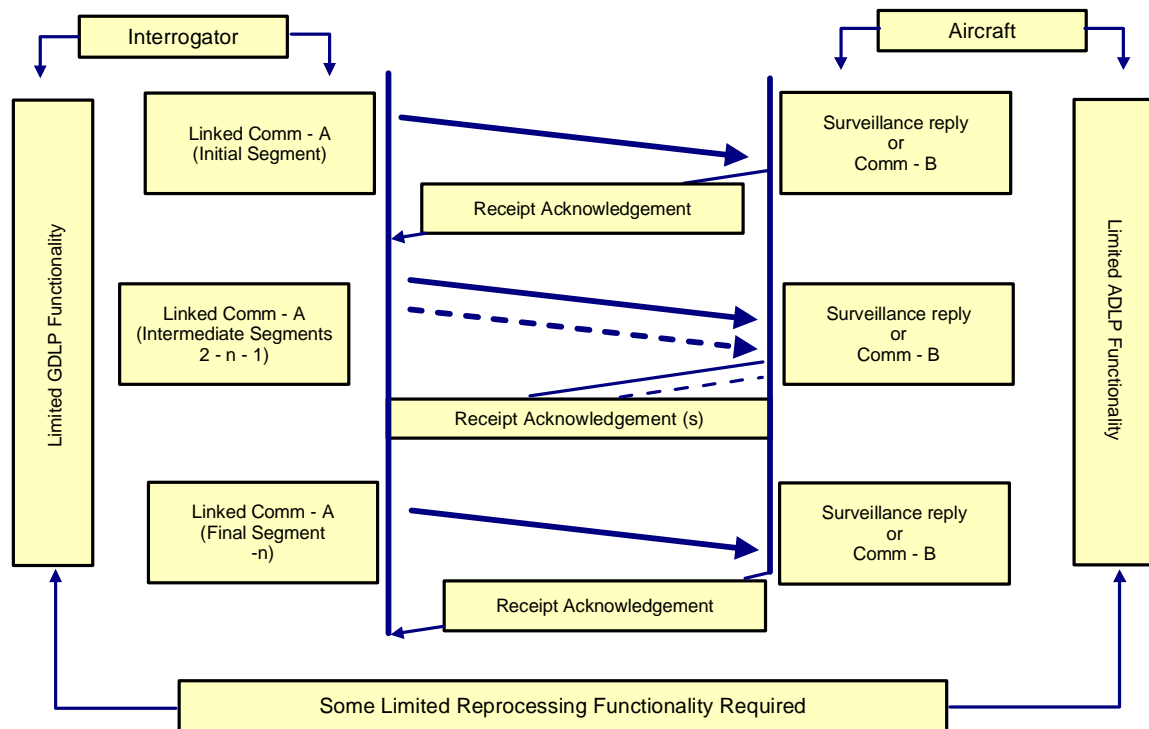 Interrogator
Aircraft
Limited GDLP Functionality
Linked Comm - A
(Initial Segment)
Surveillance reply
or
Comm - B
Limited ADLP Functionality
Receipt Acknowledgement
Linked Comm - A
(Intermediate Segments
2 - n - 1)
Surveillance reply
or
Comm - B
Receipt Acknowledgement (s)
Linked Comm - A
(Final Segment
-n)
Surveillance reply
or
Comm - B
Receipt Acknowledgement
Some Limited Reprocessing Functionality Required